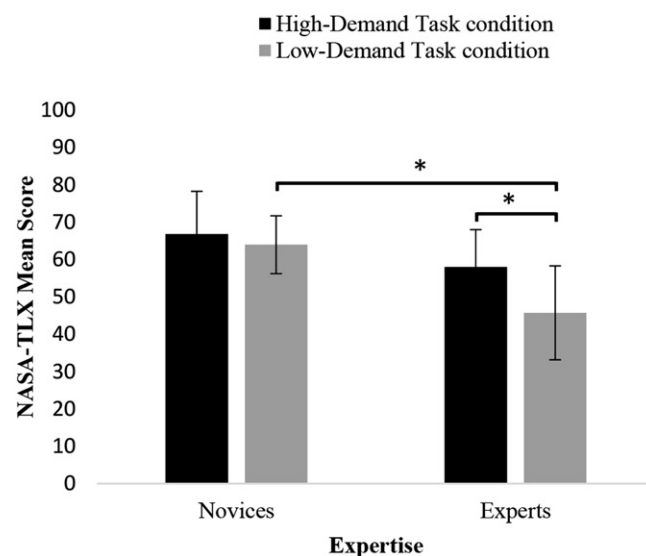 High-Demand Task condition
Low-Demand Task condition
NASA-TLX Mean Score
100
90
80
70
60
50
40
30
20
10
0
*
*
Novices
Experts
Expertise